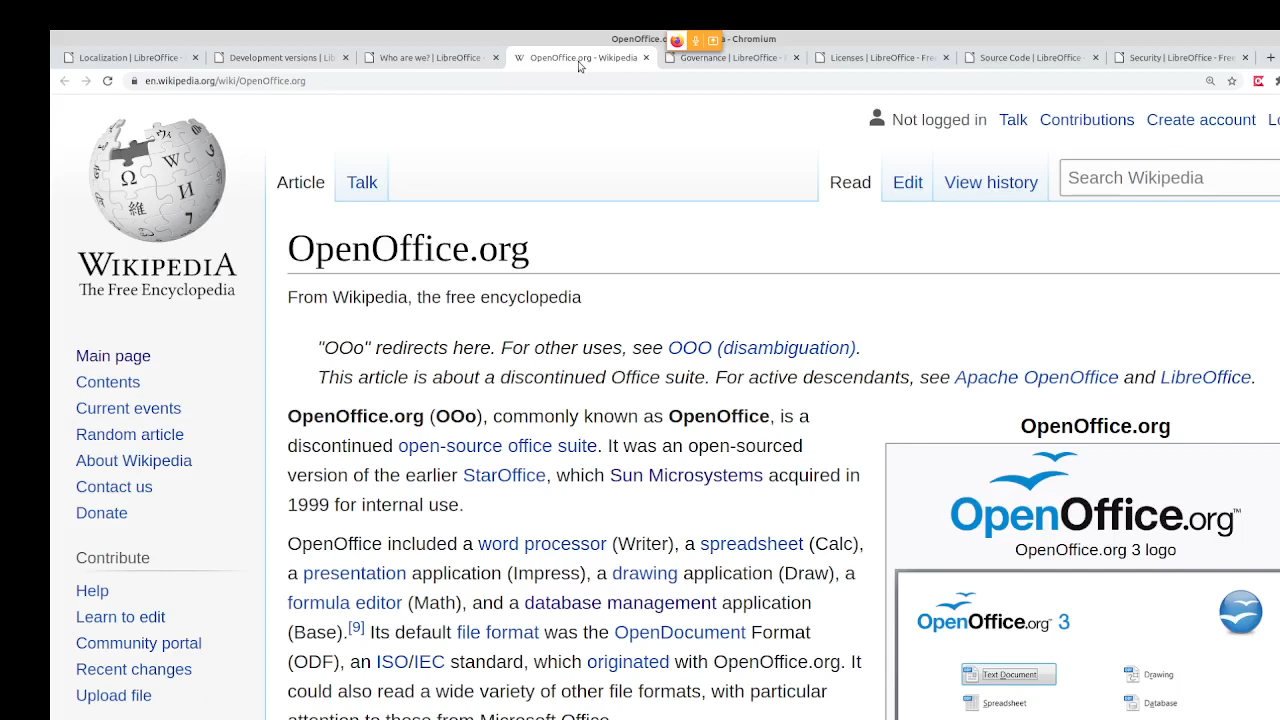 - Chromium
Localization | LibreOffice
Development versions | Lib
Who are we? | LibreOffice
OpenOffice.org - Wikipedia
Governance | LibreOffice -
Licenses | LibreOffice - Fre
Source Code | LibreOffice
Security | LibreOffice - Fre
en.wikipedia.org/wiki/OpenOffice.org
Not logged in Talk Contributions Create account Lo
Article Talk Read Edit View history Search Wikipedia
WIKIPEDIA
The Free Encyclopedia
Main page
Contents
Current events
Random article
About Wikipedia
Contact us
Donate
Contribute
Help
Learn to edit
Community portal
Recent changes
Upload file
OpenOffice.org
From Wikipedia, the free encyclopedia
"OOo" redirects here. For other uses, see OOO (disambiguation).
This article is about a discontinued Office suite. For active descendants, see Apache OpenOffice and LibreOffice.
OpenOffice.org (OOo), commonly known as OpenOffice, is a
discontinued open-source office suite. It was an open-sourced
version of the earlier StarOffice, which Sun Microsystems acquired in
1999 for internal use.
OpenOffice included a word processor (Writer), a spreadsheet (Calc),
a presentation application (Impress), a drawing application (Draw), a
formula editor (Math), and a database management application
(Base).[9] Its default file format was the OpenDocument Format
(ODF), an ISO/IEC standard, which originated with OpenOffice.org. It
could also read a wide variety of other file formats, with particular
attention to those from Microsoft Office.
OpenOffice.org
OpenOffice.org™
OpenOffice.org 3 logo
OpenOffice.org™ 3
Text Document
Drawing
Spreadsheet
Database